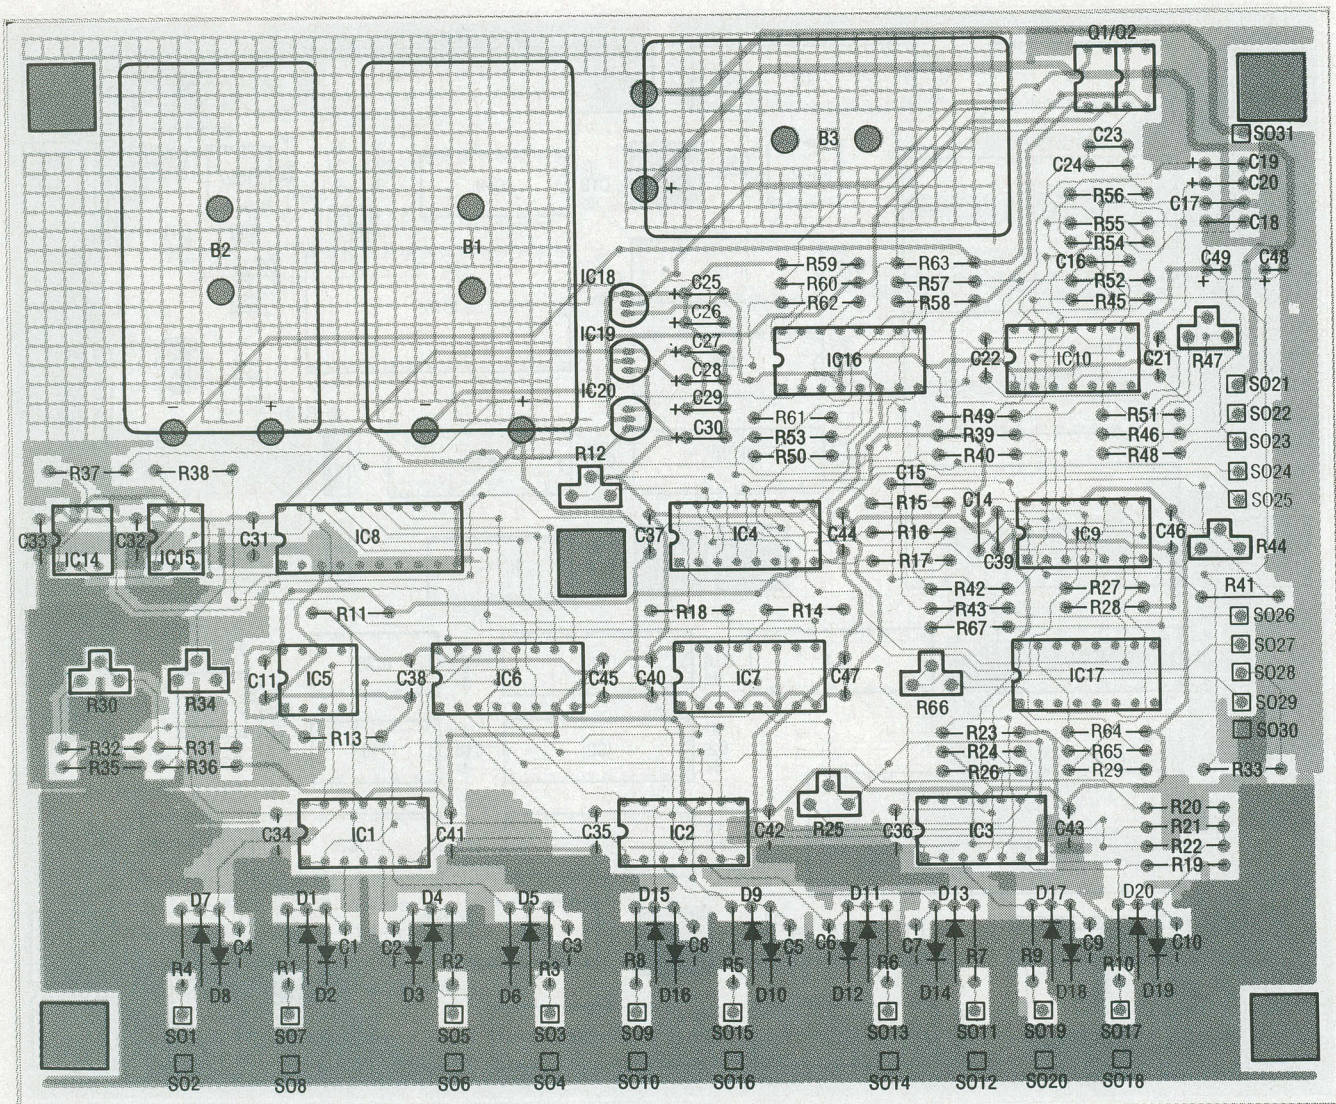 Q1/Q2
SO31
C23
C24
C19
C20
C17
C18
B3
R56
R55
R54
C16
R52
R45
C49
C48
B2
B1
IC18
C25
C26
IC19
C27
C28
IC20
C29
C30
R59
R60
R62
R63
R57
R58
IC16
C22
IC10
C21
R47
SO21
SO22
SO23
SO24
SO25
R61
R53
R50
R49
R39
R40
R51
R46
R48
R12
R37
R38
C33
IC14
C32
IC15
C31
IC8
C37
IC4
C44
C15
R15
R16
R17
C14
C39
IC9
C46
R44
R41
R42
R43
R67
R27
R28
SO26
SO27
SO28
SO29
SO30
R11
R18
R14
R30
R34
C11
IC5
C38
IC6
C45
C40
IC7
C47
R66
IC17
R32
R35
R31
R36
R13
R23
R24
R26
R64
R65
R29
R33
C34
IC1
C41
C35
IC2
C42
R25
C36
IC3
C43
R20
R21
R22
R19
D7 D1 D4 D5 D15 D9 D11 D13 D17 D20
C4 C1 C2 C3 C8 C5 C6 C7 C9 C10
R4 R1 R2 R3 R8 R5 R6 R7 R9 R10
D8 D2 D3 D6 D16 D10 D12 D14 D18 D19
SO1 SO7 SO5 SO3 SO9 SO15 SO13 SO11 SO19 SO17
SO2 SO8 SO6 SO4 SO10 SO16 SO14 SO12 SO20 SO18